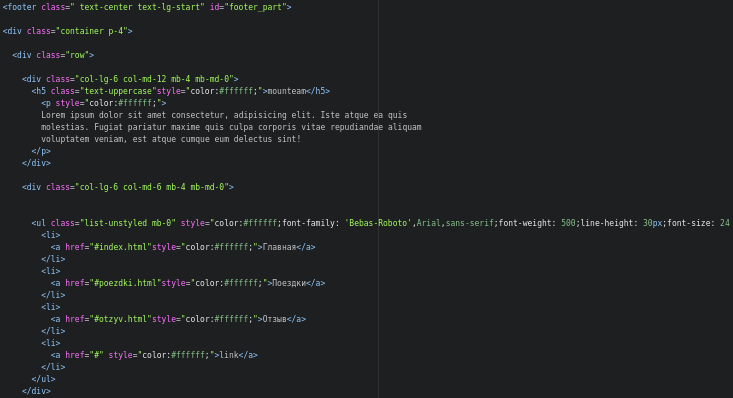 <footer class=" text-center text-lg-start" id="footer_part">
<div class="container p-4">
<div class="row">
<div class="col-lg-6 col-md-12 mb-4 mb-md-0">
<h5 class="text-uppercase"style="color:#ffffff;">mounteam</h5>
<p style="color:#ffffff;">
Lorem ipsum dolor sit amet consectetur, adipisicing elit. Iste atque ea quis
molestias. Fugiat pariatur maxime quis culpa corporis vitae repudiandae aliquam
voluptatem veniam, est atque cumque eum delectus sint!
</p>
</div>
<div class="col-lg-6 col-md-6 mb-4 mb-md-0">
<ul class="list-unstyled mb-0" style="color:#ffffff;font-family: 'Bebas-Roboto',Arial,sans-serif;font-weight: 500;line-height: 30px;font-size: 24
<li>
<a href="#index.html"style="color:#ffffff;">Главная</a>
</li>
<li>
<a href="#poezdki.html"style="color:#ffffff;">Поездки</a>
</li>
<li>
<a href="#otzyv.html"style="color:#ffffff;">Отзыв</a>
</li>
<li>
<a href="#" style="color:#ffffff;">link</a>
</li>
</ul>
</div>